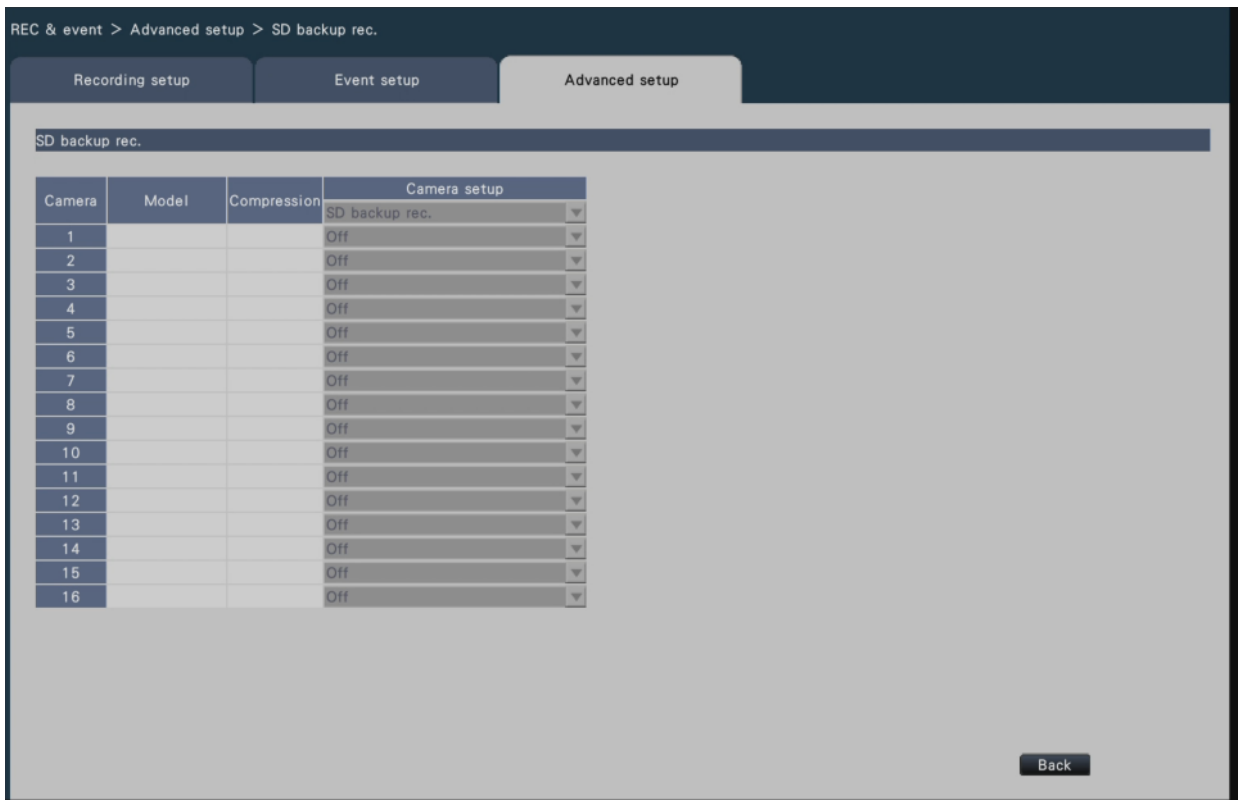 REC & event > Advanced setup > SD backup rec.
Recording setup Event setup Advanced setup
SD backup rec.
Camera Model Compression Camera setup
SD backup rec.
1 Off
2 Off
3 Off
4 Off
5 Off
6 Off
7 Off
8 Off
9 Off
10 Off
11 Off
12 Off
13 Off
14 Off
15 Off
16 Off
Back